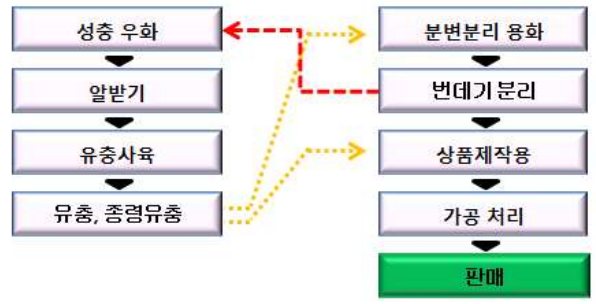 성충 우화
알받기
유충사육
유충, 종령유충
분변분리 용화
번데기 분리
상품제작용
가공 처리
판매